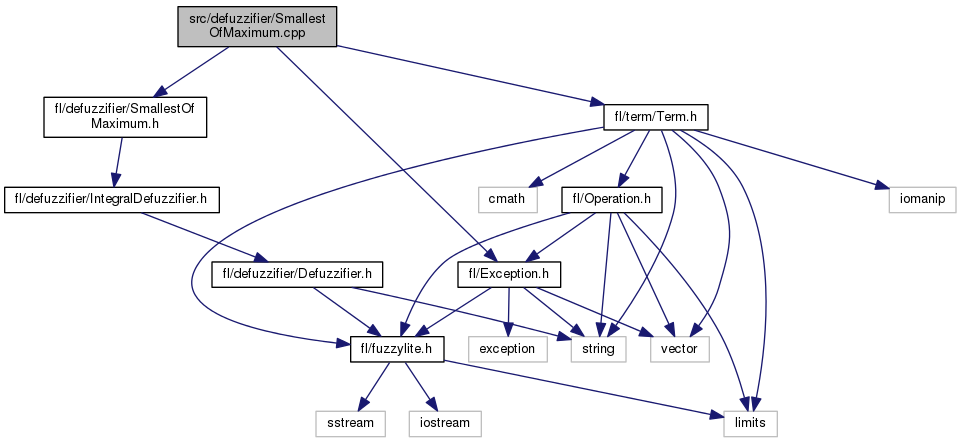 src/defuzzifier/Smallest
OfMaximum.cpp
fl/defuzzifier/SmallestOf
Maximum.h
fl/term/Term.h
cmath
fl/Operation.h
iomanip
fl/defuzzifier/IntegralDefuzzifier.h
fl/defuzzifier/Defuzzifier.h
fl/Exception.h
fl/fuzzylite.h
exception
string
vector
sstream
iostream
limits